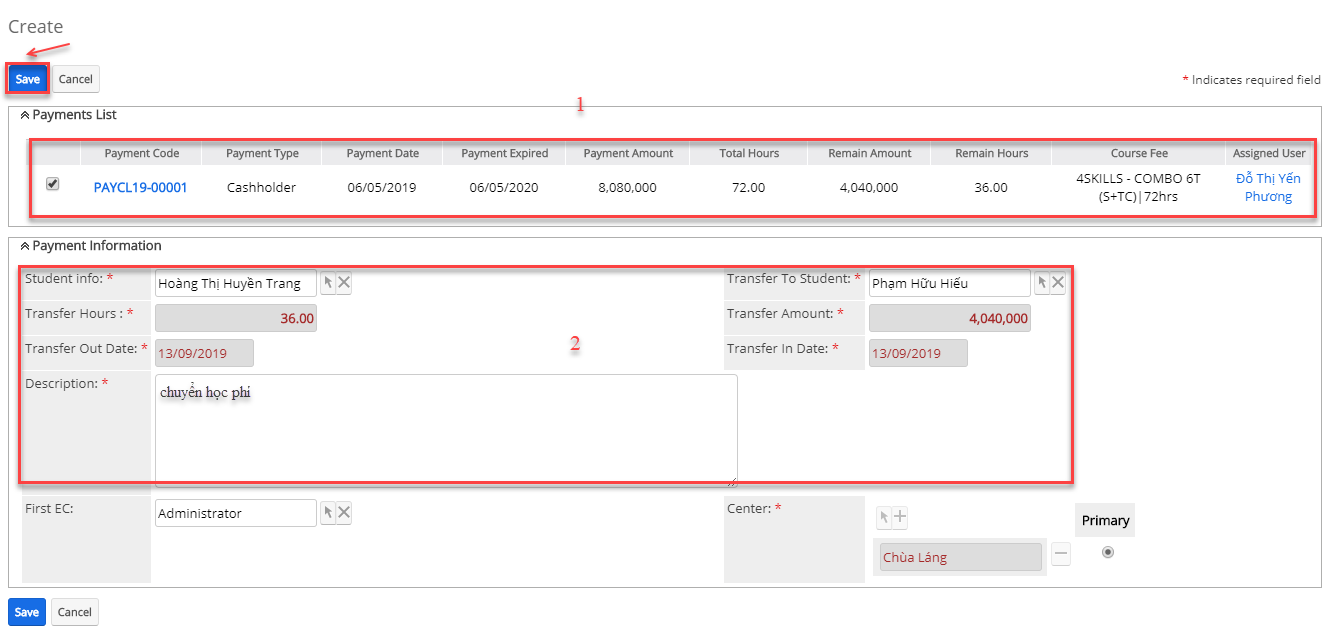 Create
Save Cancel
* Indicates required field
1
Payments List
Payment Code Payment Type Payment Date Payment Expired Payment Amount Total Hours Remain Amount Remain Hours Course Fee Assigned User
PAYCL19-00001 Cashholder 06/05/2019 06/05/2020 8,080,000 72.00 4,040,000 36.00 4SKILLS - COMBO 6T Đỗ Thị Yến
(S+TC)|72hrs Phương
Payment Information
Student info: * Hoàng Thị Huyền Trang Transfer To Student: * Phạm Hữu Hiếu
Transfer Hours : * 36.00 Transfer Amount: * 4,040,000
2
Transfer Out Date: * 13/09/2019 Transfer In Date: * 13/09/2019
Description: * chuyển học phí
First EC: Administrator Center: * Primary
Chùa Láng
Save Cancel